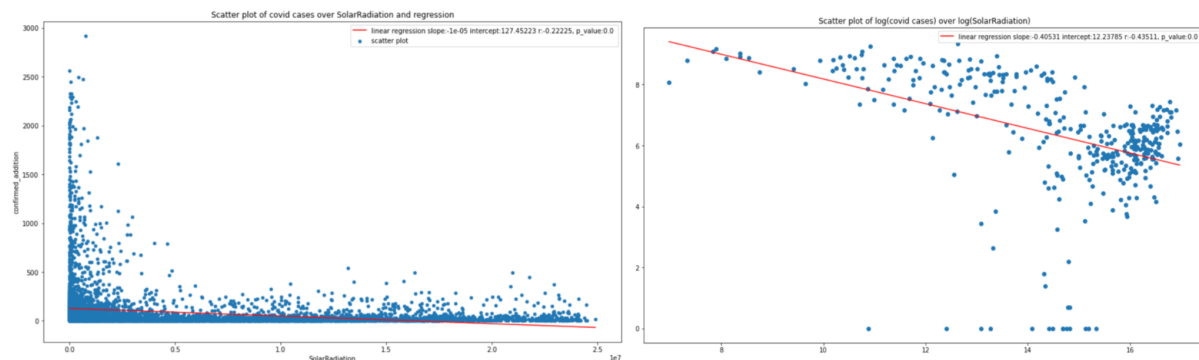 Scatter plot of covid cases over SolarRadiation and regression
linear regression slope:-1e-05 intercept:127.45223 r:-0.22225, p_value:0.0
scatter plot
confirmed_addition
3000
2500
2000
1500
1000
500
0
0.0 0.5 1.0 1.5 2.0 2.5
1e7
SolarRadiation
Scatter plot of log(covid cases) over log(SolarRadiation)
linear regression slope:-0.40531 intercept:12.23785 r:-0.43511, p_value:0.0
8
6
4
2
0
8 10 12 14 16